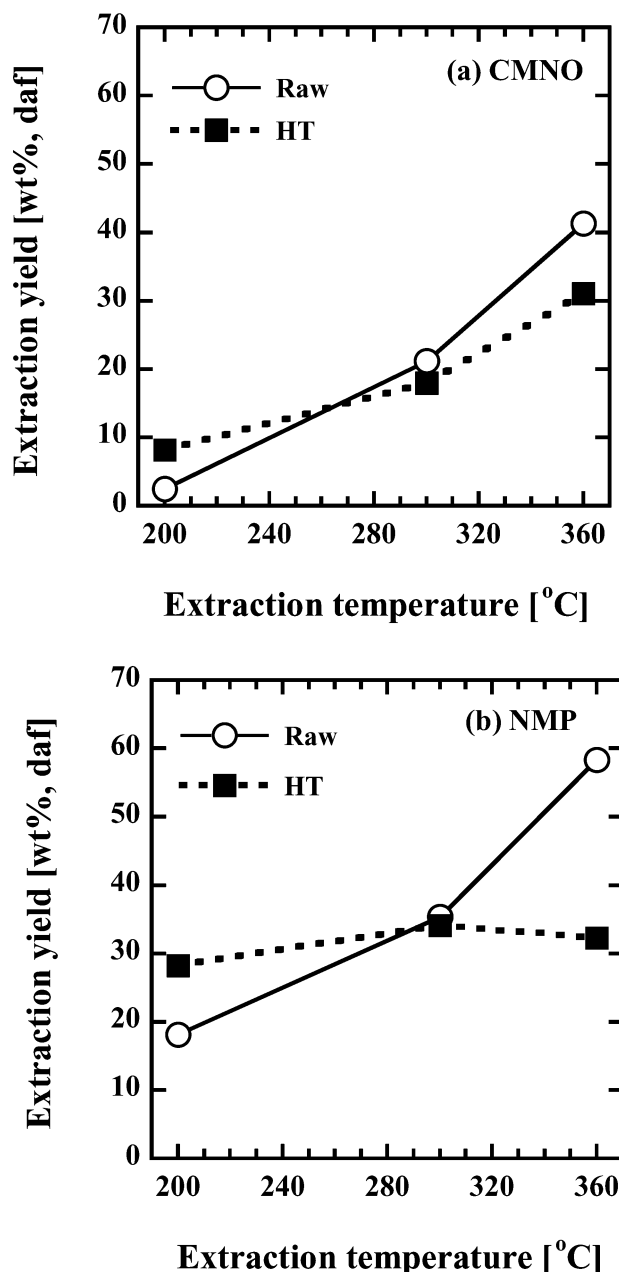 70
(a) CMNO
Raw
60
HT
50
40
30
20
10
0
200 240 280 320 360
Extraction yield [wt%, daf]
Extraction temperature [°C]
70
(b) NMP
Raw
60
HT
50
40
30
20
10
0
200 240 280 320 360
Extraction yield [wt%, daf]
Extraction temperature [°C]